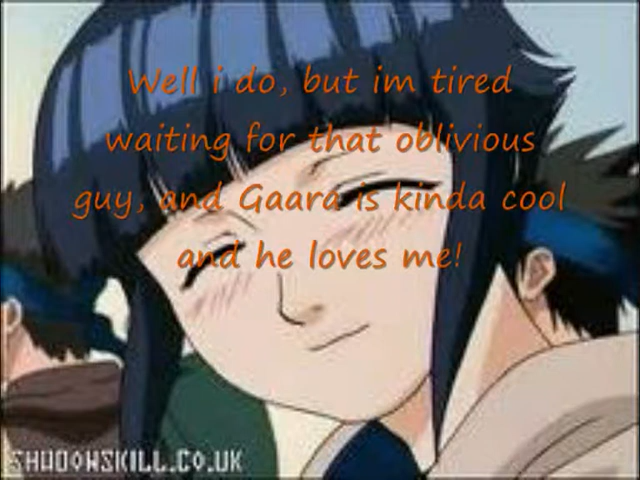 Well i do, but im tired
waiting for that oblivious
guy, and Gaara is kinda cool
and he loves me!
SHADOWSKILL.CO.UK